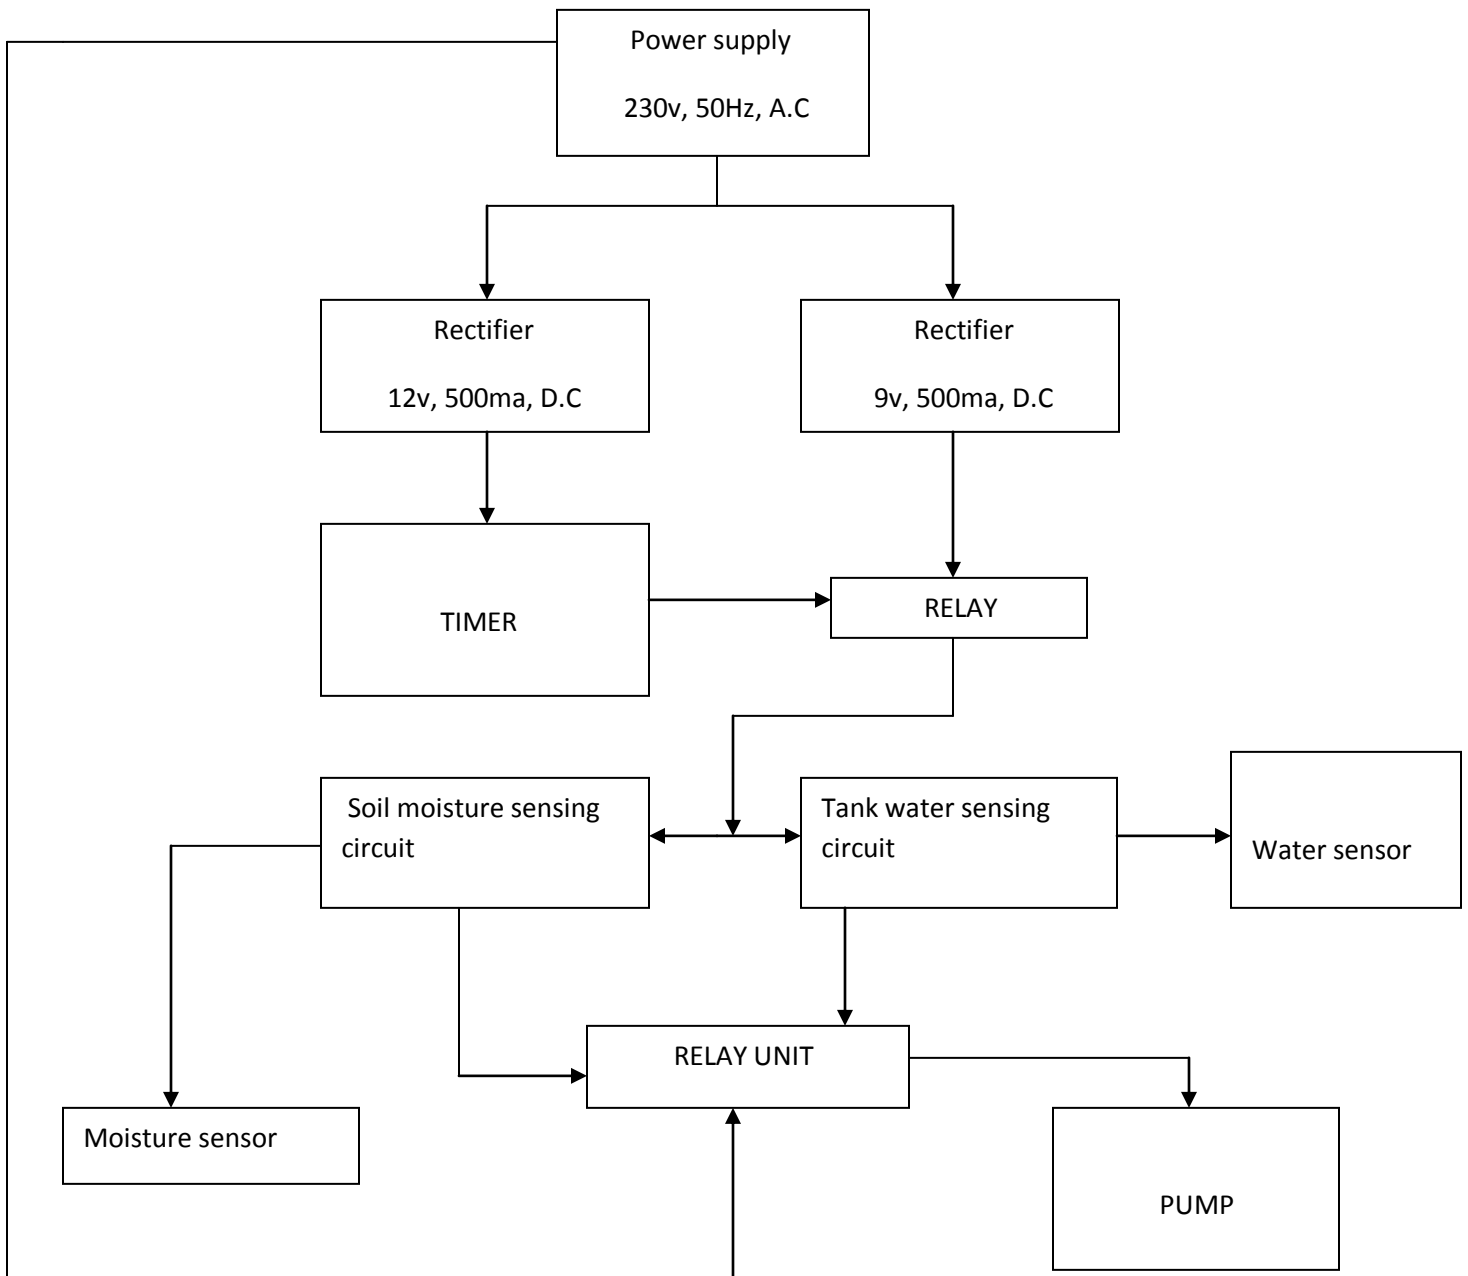 Power supply
230v, 50Hz, A.C
Rectifier
12v, 500ma, D.C
Rectifier
9v, 500ma, D.C
TIMER
RELAY
Soil moisture sensing
circuit
Tank water sensing
circuit
Water sensor
RELAY UNIT
Moisture sensor
PUMP